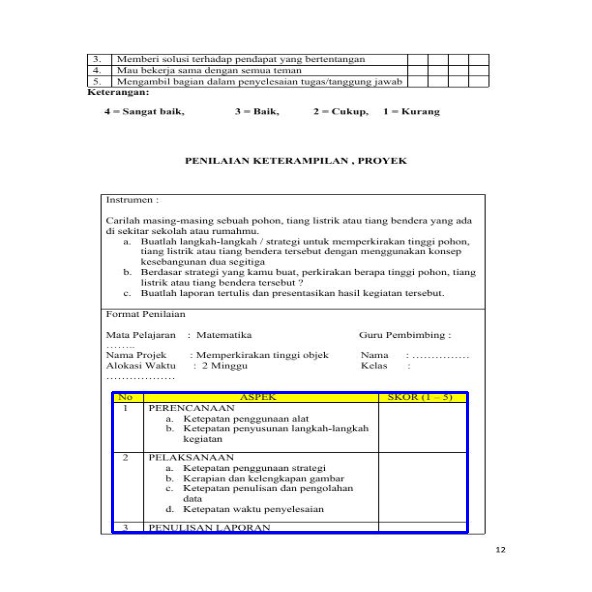 3. Memberi solusi terhadap pendapat yang bertentangan
4. Mau bekerja sama dengan semua teman
5. Mengambil bagian dalam penyelesaian tugas/tanggung jawab
Keterangan:
4 = Sangat baik, 3 = Baik, 2 = Cukup, 1 = Kurang
PENILAIAN KETERAMPILAN , PROYEK
Instrumen :
Carilah masing-masing sebuah pohon, tiang listrik atau tiang bendera yang ada
di sekitar sekolah atau rumahmu.
a. Buatlah langkah-langkah / strategi untuk memperkirakan tinggi pohon,
tiang listrik atau tiang bendera tersebut dengan menggunakan konsep
kesebangunan dua segitiga
b. Berdasar strategi yang kamu buat, perkirakan berapa tinggi pohon, tiang
listrik atau tiang bendera tersebut ?
c. Buatlah laporan tertulis dan presentasikan hasil kegiatan tersebut.
Format Penilaian
Mata Pelajaran : Matematika Guru Pembimbing :
……..
Nama Projek : Memperkirakan tinggi objek Nama : ……………
Alokasi Waktu : 2 Minggu Kelas :
………………
No ASPEK SKOR (1 – 5)
1 PERENCANAAN
a. Ketepatan penggunaan alat
b. Ketepatan penyusunan langkah-langkah
kegiatan
2 PELAKSANAAN
a. Ketepatan penggunaan strategi
b. Kerapian dan kelengkapan gambar
c. Ketepatan penulisan dan pengolahan
data
d. Ketepatan waktu penyelesaian
3 PENULISAN LAPORAN
12